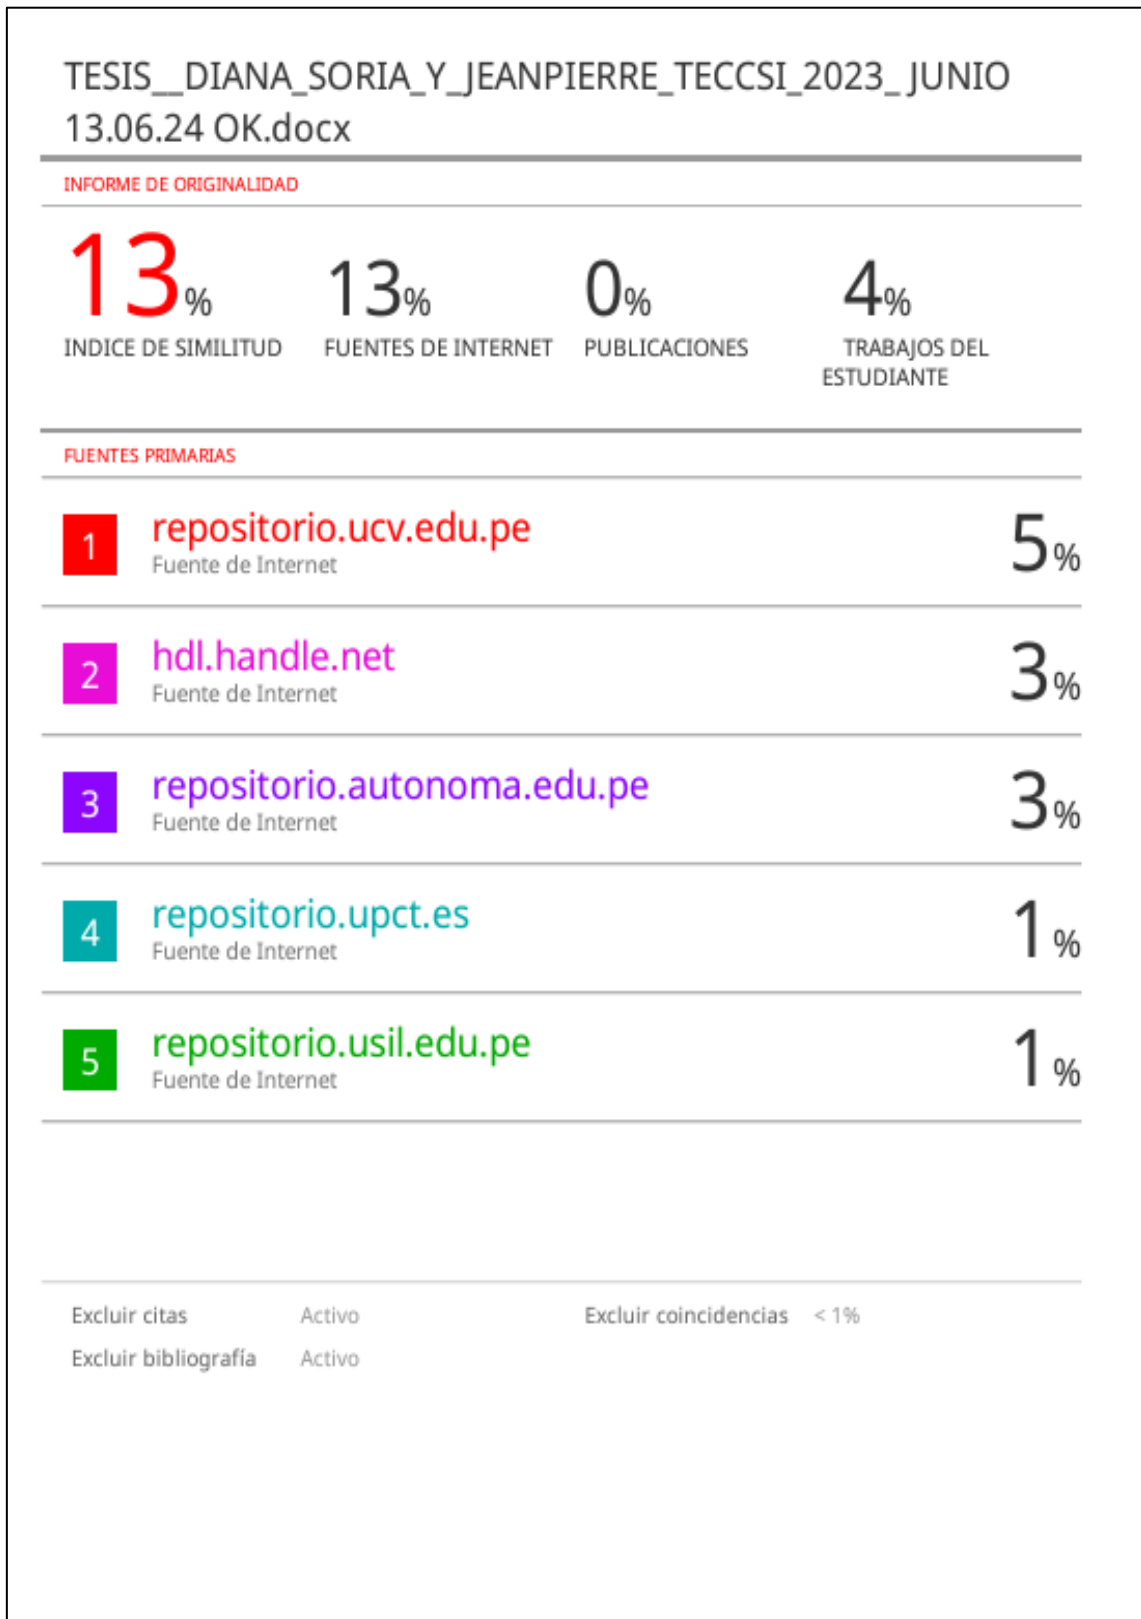 TESIS__DIANA_SORIA_Y_JEANPIERRE_TECCSI_2023_ JUNIO
13.06.24 OK.docx
INFORME DE ORIGINALIDAD
13% 13% 0% 4%
INDICE DE SIMILITUD FUENTES DE INTERNET PUBLICACIONES TRABAJOS DEL
ESTUDIANTE
FUENTES PRIMARIAS
1 repositorio.ucv.edu.pe 5%
Fuente de Internet
2 hdl.handle.net 3%
Fuente de Internet
3 repositorio.autonoma.edu.pe 3%
Fuente de Internet
4 repositorio.upct.es 1%
Fuente de Internet
5 repositorio.usil.edu.pe 1%
Fuente de Internet
Excluir citas Activo Excluir coincidencias < 1%
Excluir bibliografía Activo